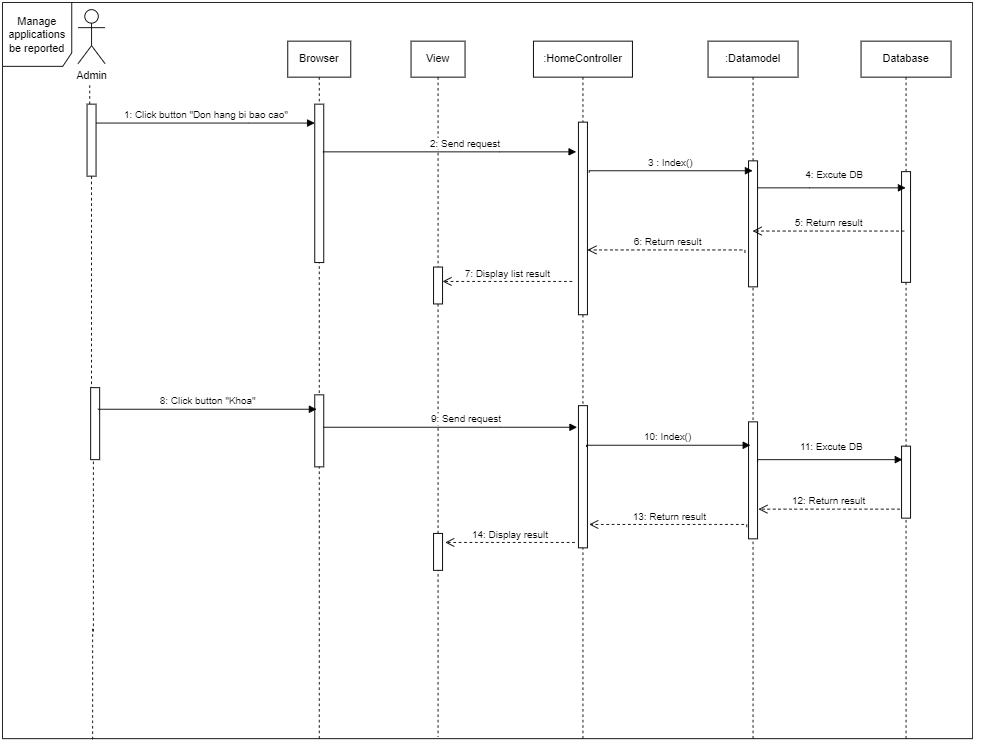 Manage
applications
be reported
Admin
Browser
View
:HomeController
:Datamodel
Database
1: Click button "Don hang bi bao cao"
2: Send request
3 : Index()
4: Excute DB
5: Return result
6: Return result
7: Display list result
8: Click button "Khoa"
9: Send request
10: Index()
11: Excute DB
12: Return result
13: Return result
14: Display result